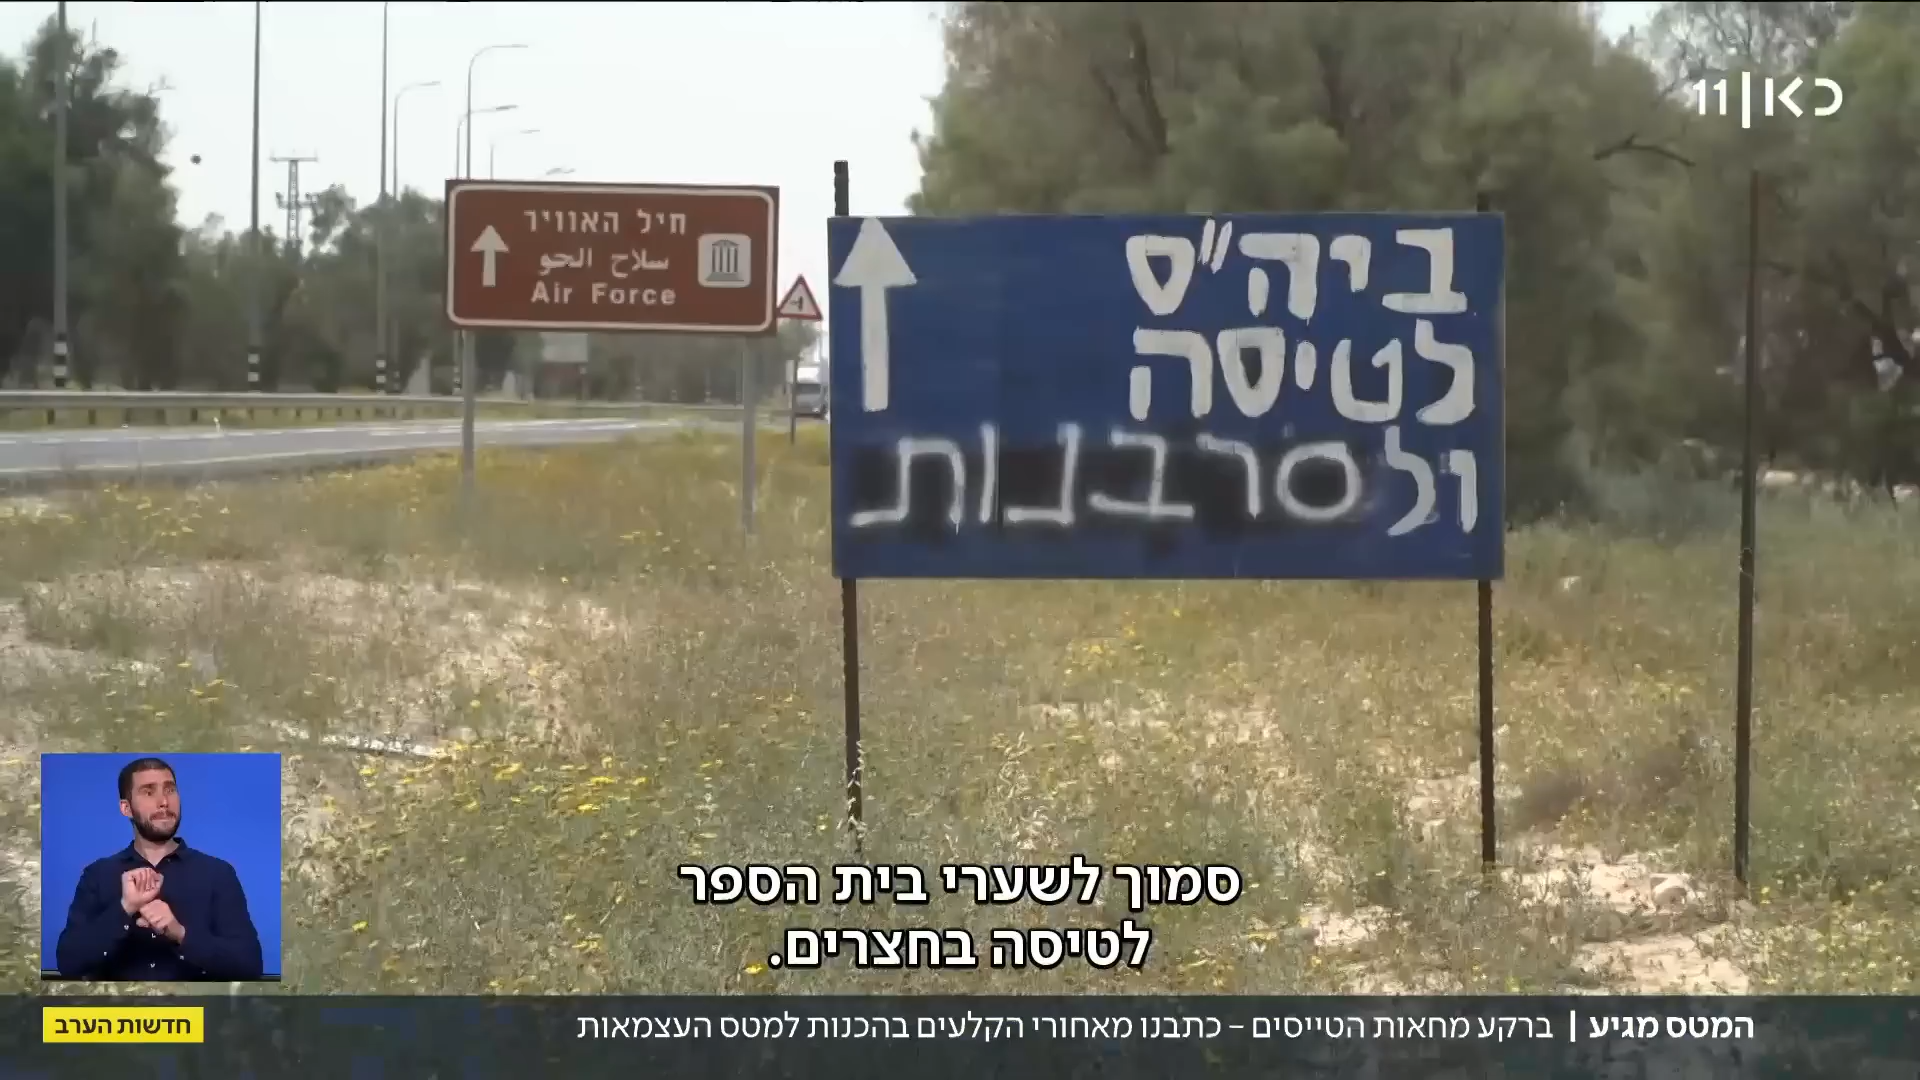 כאן 11
חיל האוויר
سلاح الجو
Air Force
ביה"ס
לטיסה
ולסרבנות
סמוך לשערי בית הספר
לטיסה בחצרים.
המטס מגיע | ברקע מחאות הטייסים – כתבנו מאחורי הקלעים בהכנות למטס העצמאות
חדשות הערב